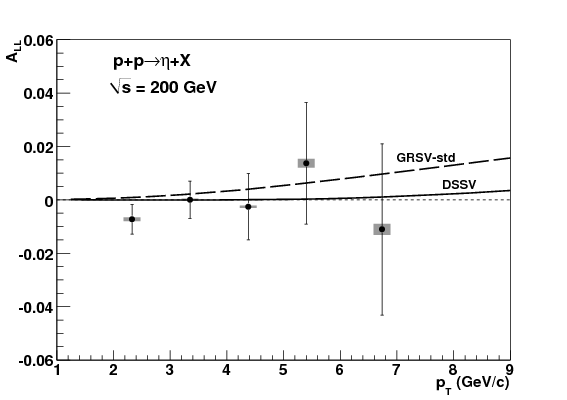 A_LL
0.06
0.04
0.02
0
-0.02
-0.04
-0.06
p+p→η+X
√s = 200 GeV
GRSV-std
DSSV
1 2 3 4 5 6 7 8 9
p_T (GeV/c)